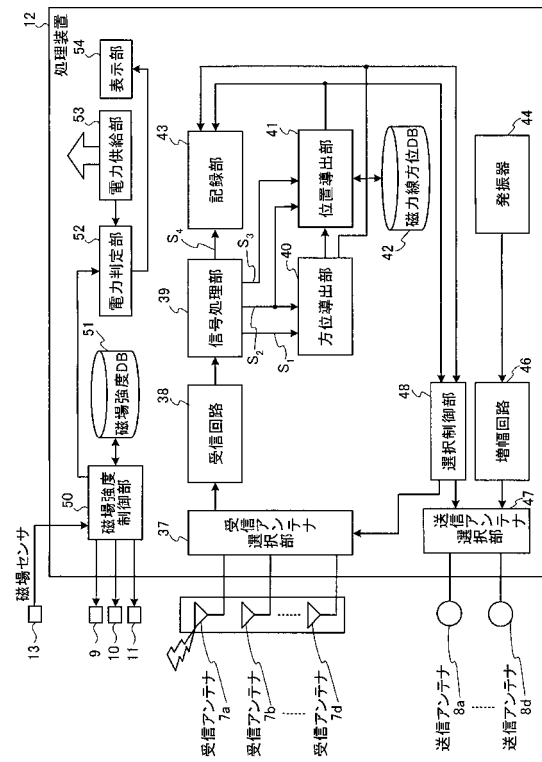 処理装置
12
磁場センサ
13
9
10
11
50
磁場強度
制御部
51
磁場強度DB
52
電力判定部
53
電力供給部
54
表示部
受信アンテナ
7a
受信アンテナ
7b
受信アンテナ
7d
37
受信アンテナ
選択部
38
受信回路
39
信号処理部
S4
S3
S2
S1
43
記録部
40
方位導出部
41
位置導出部
42
磁力線方位DB
44
発振器
46
増幅回路
48
選択制御部
47
送信アンテナ
選択部
送信アンテナ
8a
送信アンテナ
8d